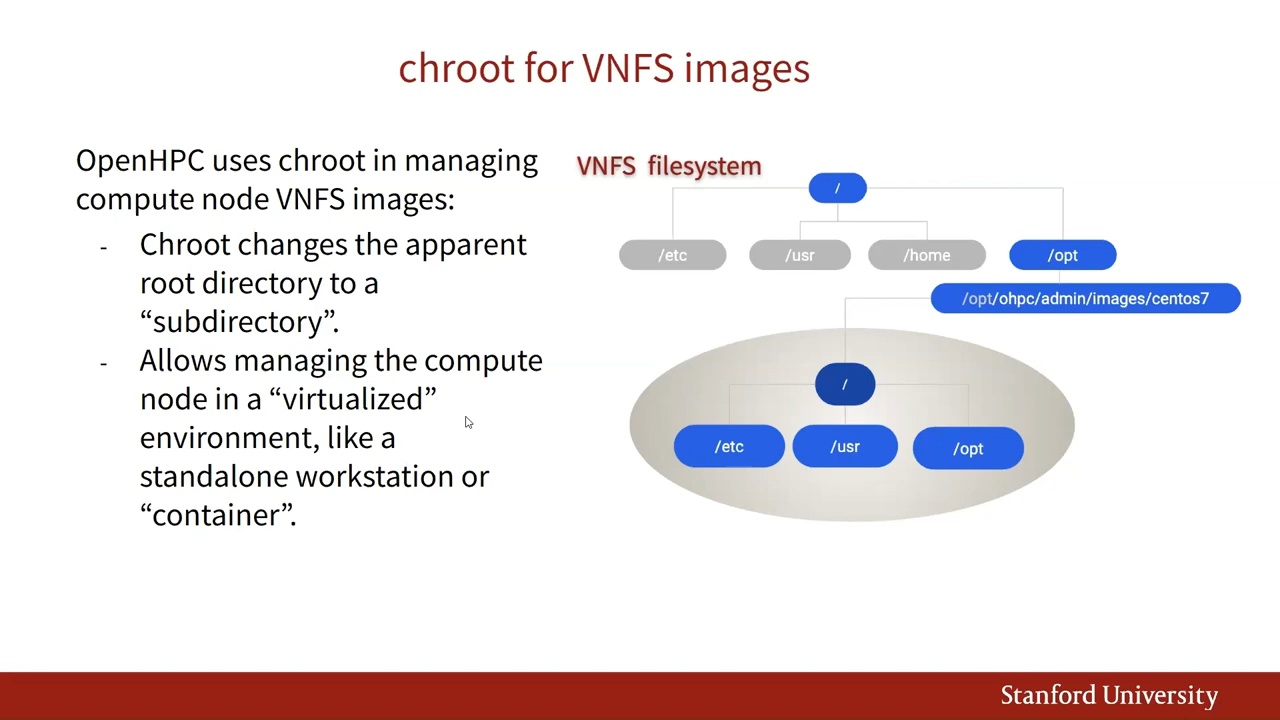 chroot for VNFS images
OpenHPC uses chroot in managing
compute node VNFS images:
- Chroot changes the apparent
root directory to a
“subdirectory”.
- Allows managing the compute
node in a “virtualized”
environment, like a
standalone workstation or
“container”.
VNFS filesystem
/
/etc
/usr
/home
/opt
/opt/ohpc/admin/images/centos7
/
/etc
/usr
/opt
Stanford University